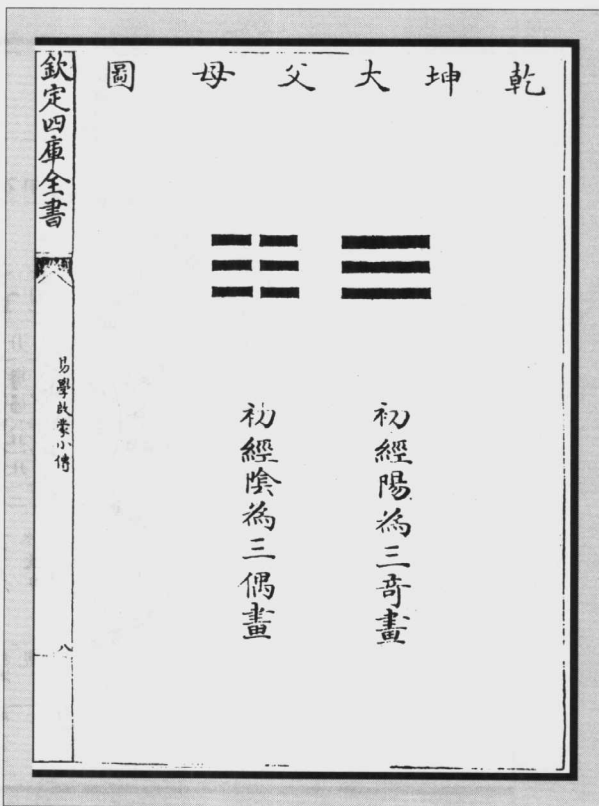 乾坤大父母圖
初經陽為三奇畫
初經陰為三偶畫
欽定四庫全書
易學啟蒙小傳
八